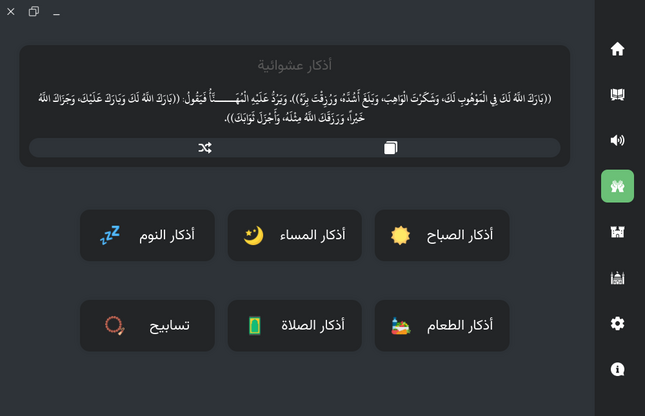 أذكار عشوائية
((بَارَكَ اللَّهُ لَكَ فِي الْمَوْهُوبِ لَكَ، وَشَكَرْتَ الْوَاهِبَ، وَبَلَغَ أَشُدَّهُ، وَرُزِقْتَ بِرَّهُ)). وَيَرُدُّ عَلَيْهِ الْمُهَــــنَّأُ فَيَقُولُ: ((بَارَكَ اللَّهُ لَكَ وَبَارَكَ عَلَيْكَ، وَجَزَاكَ اللَّهُ
خَيْراً، وَرَزَقَكَ اللَّهُ مِثْلَهُ، وَأَجْزَلَ ثَوَابَكَ)).
أذكار الصباح
أذكار المساء
أذكار النوم
أذكار الطعام
أذكار الصلاة
تسابيح